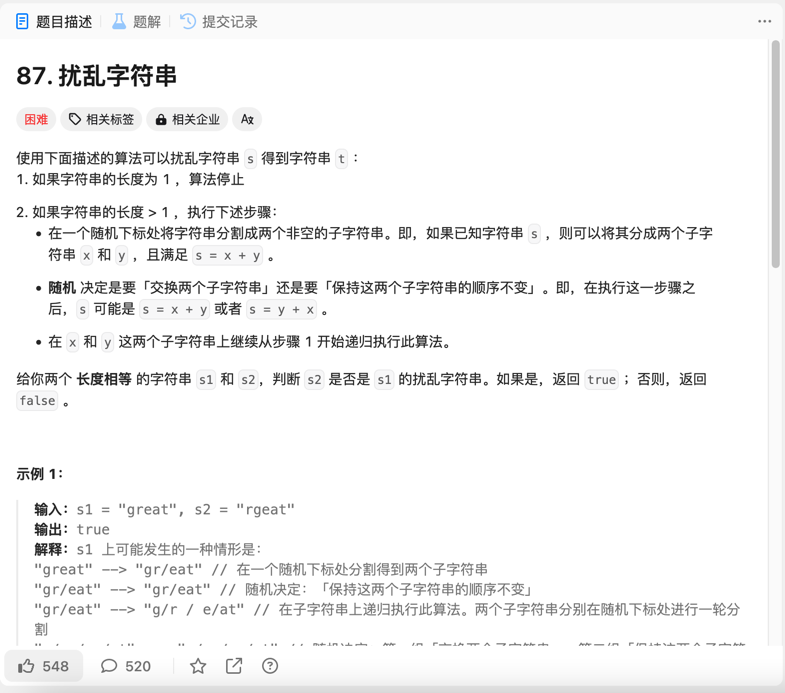 题目描述 题解 提交记录
87. 扰乱字符串
困难 相关标签 相关企业 Aあ
使用下面描述的算法可以扰乱字符串 s 得到字符串 t ：
1. 如果字符串的长度为 1 ，算法停止
2. 如果字符串的长度 > 1 ，执行下述步骤：
• 在一个随机下标处将字符串分割成两个非空的子字符串。即，如果已知字符串 s ，则可以将其分成两个子字
符串 x 和 y ，且满足 s = x + y 。
• 随机 决定是要「交换两个子字符串」还是要「保持这两个子字符串的顺序不变」。即，在执行这一步骤之
后，s 可能是 s = x + y 或者 s = y + x 。
• 在 x 和 y 这两个子字符串上继续从步骤 1 开始递归执行此算法。
给你两个 长度相等 的字符串 s1 和 s2，判断 s2 是否是 s1 的扰乱字符串。如果是，返回 true ；否则，返回
false 。
示例 1：
输入：s1 = "great", s2 = "rgeat"
输出：true
解释：s1 上可能发生的一种情形是：
"great" --> "gr/eat" // 在一个随机下标处分割得到两个子字符串
"gr/eat" --> "gr/eat" // 随机决定：「保持这两个子字符串的顺序不变」
"gr/eat" --> "g/r / e/at" // 在子字符串上递归执行此算法。两个子字符串分别在随机下标处进行一轮分
割
548 520